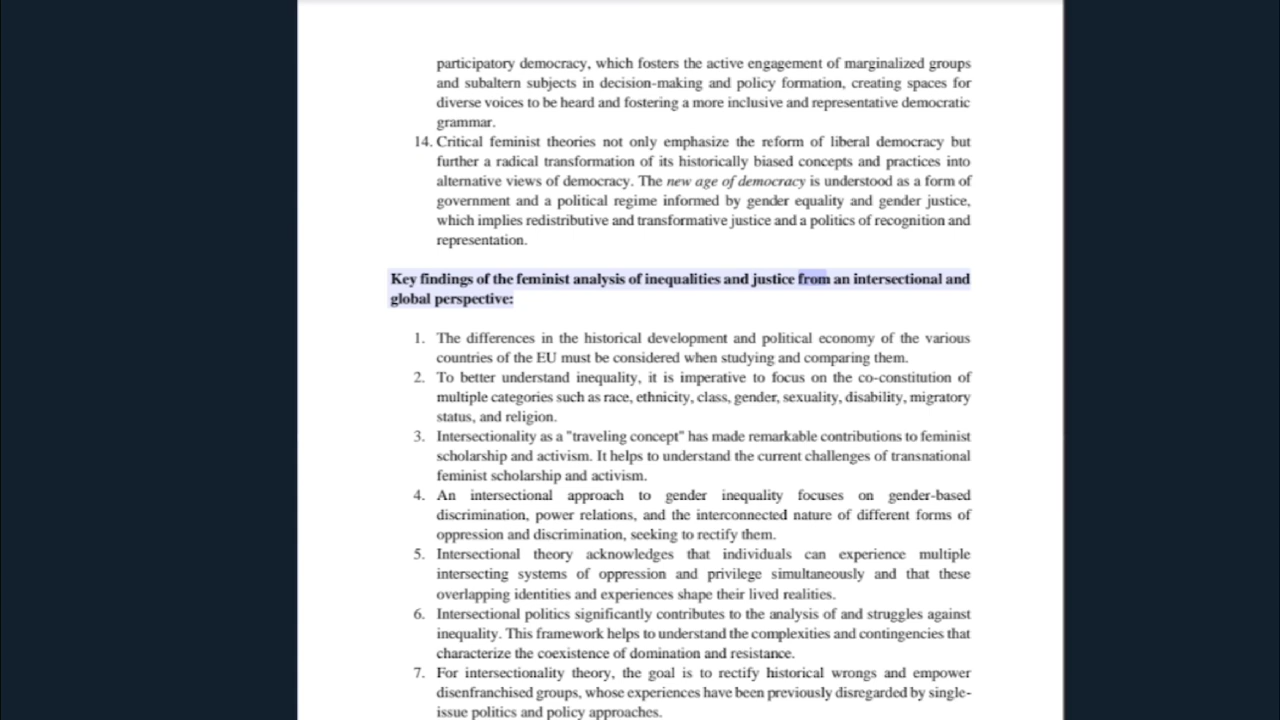 participatory democracy, which fosters the active engagement of marginalized groups
and subaltern subjects in decision-making and policy formation, creating spaces for
diverse voices to be heard and fostering a more inclusive and representative democratic
grammar.
14. Critical feminist theories not only emphasize the reform of liberal democracy but
further a radical transformation of its historically biased concepts and practices into
alternative views of democracy. The new age of democracy is understood as a form of
government and a political regime informed by gender equality and gender justice,
which implies redistributive and transformative justice and a politics of recognition and
representation.
Key findings of the feminist analysis of inequalities and justice from an intersectional and
global perspective:
1. The differences in the historical development and political economy of the various
countries of the EU must be considered when studying and comparing them.
2. To better understand inequality, it is imperative to focus on the co-constitution of
multiple categories such as race, ethnicity, class, gender, sexuality, disability, migratory
status, and religion.
3. Intersectionality as a "traveling concept" has made remarkable contributions to feminist
scholarship and activism. It helps to understand the current challenges of transnational
feminist scholarship and activism.
4. An intersectional approach to gender inequality focuses on gender-based
discrimination, power relations, and the interconnected nature of different forms of
oppression and discrimination, seeking to rectify them.
5. Intersectional theory acknowledges that individuals can experience multiple
intersecting systems of oppression and privilege simultaneously and that these
overlapping identities and experiences shape their lived realities.
6. Intersectional politics significantly contributes to the analysis of and struggles against
inequality. This framework helps to understand the complexities and contingencies that
characterize the coexistence of domination and resistance.
7. For intersectionality theory, the goal is to rectify historical wrongs and empower
disenfranchised groups, whose experiences have been previously disregarded by single-
issue politics and policy approaches.